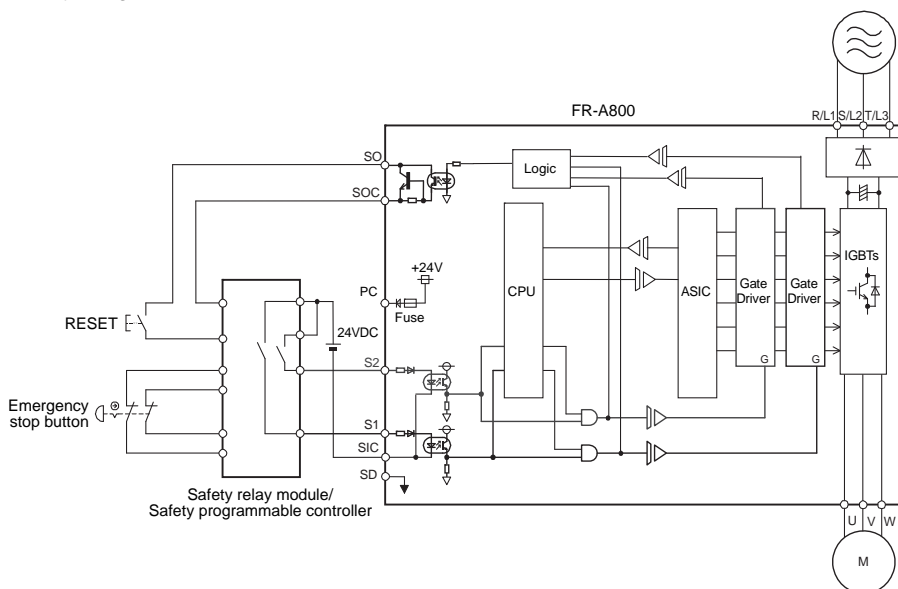 R/L1 S/L2 T/L3
FR-A800
SO
SOC
Logic
+24V
PC
Fuse
CPU
ASIC
Gate
Driver
G
Gate
Driver
G
IGBTs
RESET
24VDC
S2
Emergency
stop button
S1
SIC
SD
Safety relay module/
Safety programmable controller
U V W
M